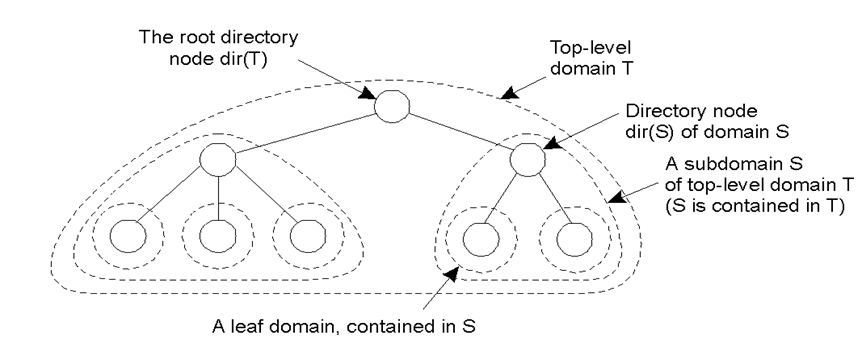 The root directory
node dir(T)
Top-level
domain T
Directory node
dir(S) of domain S
A subdomain S
of top-level domain T
(S is contained in T)
A leaf domain, contained in S